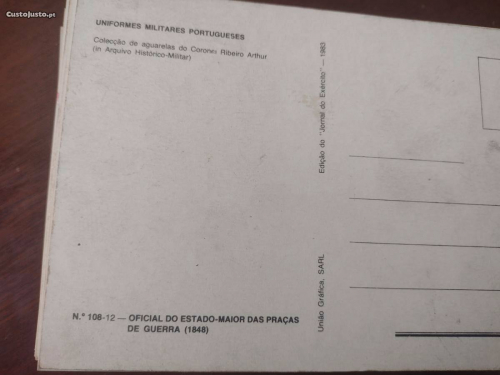 CustoJusto.pt
UNIFORMES MILITARES PORTUGUESES
Colecção de aguarelas do Coronel Ribeiro Arthur
(in Arquivo Histórico-Militar)
Edição do "Jornal do Exército" — 1983
União Gráfica, SARL
N.º 108-12 — OFICIAL DO ESTADO-MAIOR DAS PRAÇAS
DE GUERRA (1848)